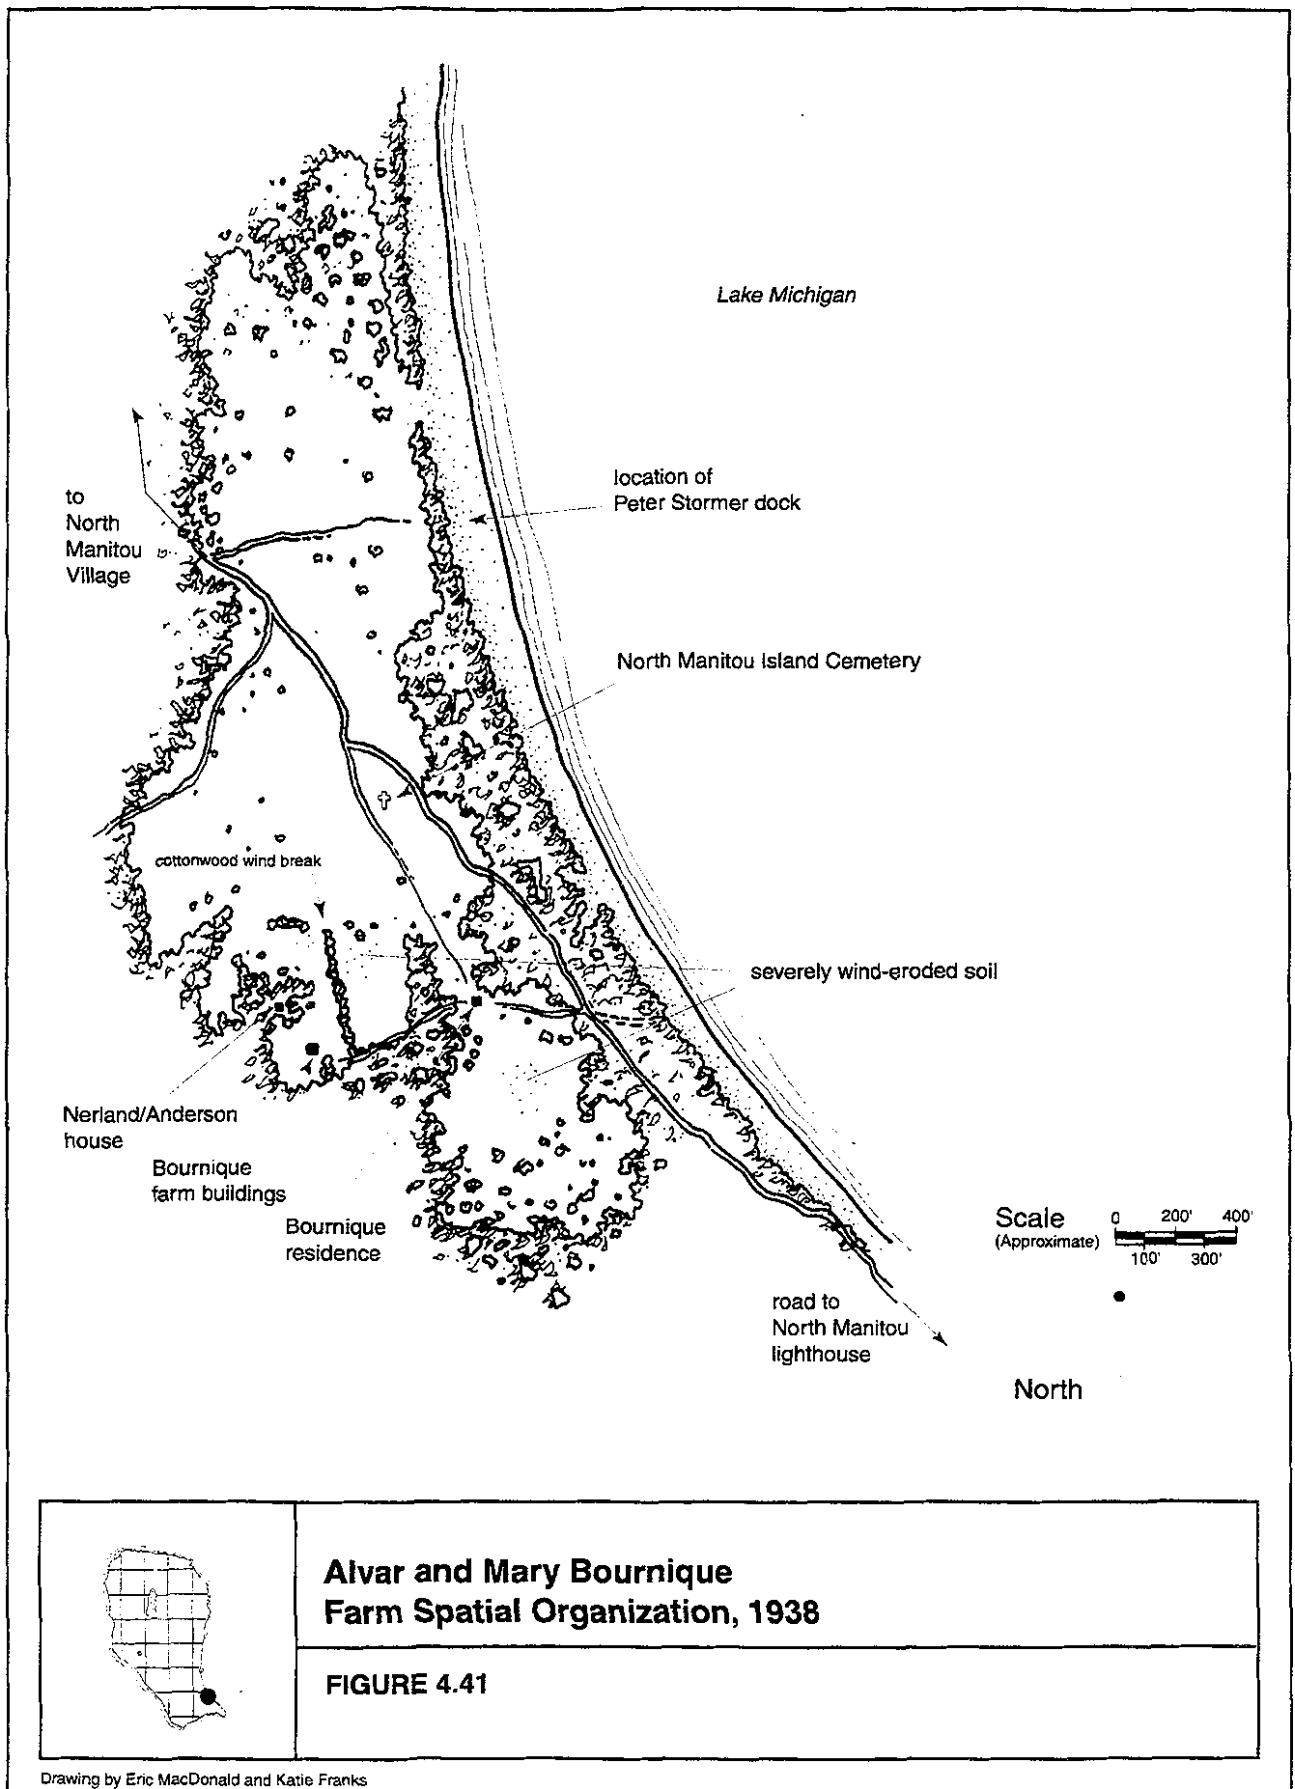 Lake Michigan
location of
Peter Stormer dock
to
North
Manitou
Village
North Manitou Island Cemetery
cottonwood wind break
severely wind-eroded soil
Nerland/Anderson
house
Bournique
farm buildings
Bournique
residence
Scale
(Approximate)
0 200' 400'
100' 300'
road to
North Manitou
lighthouse
North
Alvar and Mary Bournique
Farm Spatial Organization, 1938
FIGURE 4.41
Drawing by Eric MacDonald and Katie Franks